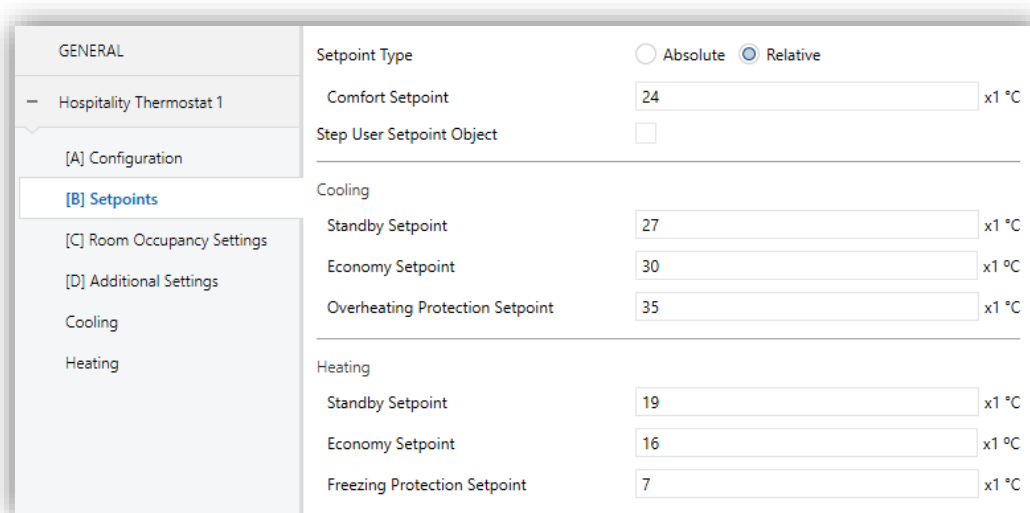 GENERAL
− Hospitality Thermostat 1
[A] Configuration
[B] Setpoints
[C] Room Occupancy Settings
[D] Additional Settings
Cooling
Heating
Setpoint Type Absolute Relative
Comfort Setpoint 24 x1 °C
Step User Setpoint Object
Cooling
Standby Setpoint 27 x1 °C
Economy Setpoint 30 x1 ºC
Overheating Protection Setpoint 35 x1 °C
Heating
Standby Setpoint 19 x1 °C
Economy Setpoint 16 x1 ºC
Freezing Protection Setpoint 7 x1 °C